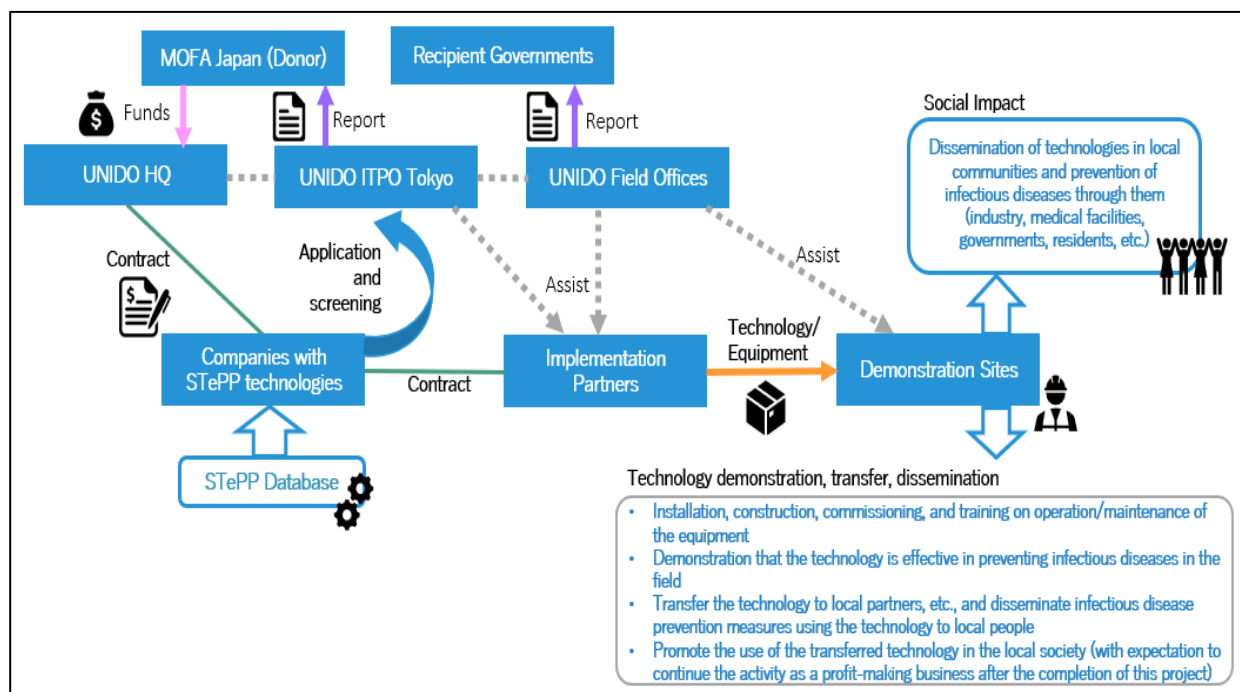 MOFA Japan (Donor)
Recipient Governments
Funds
Report
Report
Social Impact
UNIDO HQ
UNIDO ITPO Tokyo
UNIDO Field Offices
Dissemination of technologies in local
communities and prevention of
infectious diseases through them
(industry, medical facilities,
governments, residents, etc.)
Contract
Application
and
screening
Assist
Assist
Technology/
Equipment
Companies with
STePP technologies
Contract
Implementation
Partners
Demonstration Sites
STePP Database
Technology demonstration, transfer, dissemination
• Installation, construction, commissioning, and training on operation/maintenance of
the equipment
• Demonstration that the technology is effective in preventing infectious diseases in the
field
• Transfer the technology to local partners, etc., and disseminate infectious disease
prevention measures using the technology to local people
• Promote the use of the transferred technology in the local society (with expectation to
continue the activity as a profit-making business after the completion of this project)